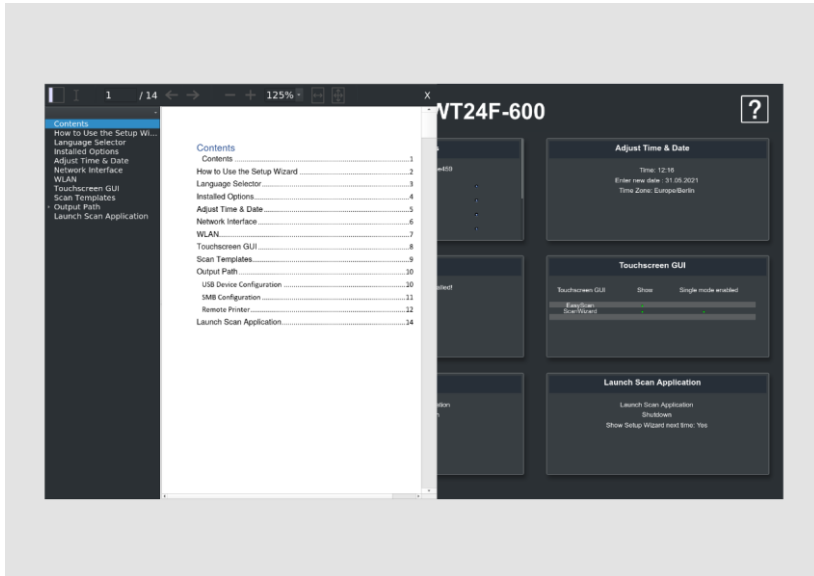 1 / 14
125%
X
Contents
How to Use the Setup Wi...
Language Selector
Installed Options
Adjust Time & Date
Network Interface
WLAN
Touchscreen GUI
Scan Templates
Output Path
Launch Scan Application
Contents
Contents ... 1
How to Use the Setup Wizard ... 2
Language Selector ... 3
Installed Options ... 4
Adjust Time & Date ... 5
Network Interface ... 6
WLAN ... 7
Touchscreen GUI ... 8
Scan Templates ... 9
Output Path ... 10
USB Device Configuration ... 10
SMB Configuration ... 11
Remote Printer ... 12
Launch Scan Application ... 14
WT24F-600
?
Adjust Time & Date
Time: 12:16
Enter new date : 31.05.2021
Time Zone: Europe/Berlin
Touchscreen GUI
Touchscreen GUI Show Single mode enabled
EasyScan
ScanWizard
Launch Scan Application
Launch Scan Application
Shutdown
Show Setup Wizard next time: Yes